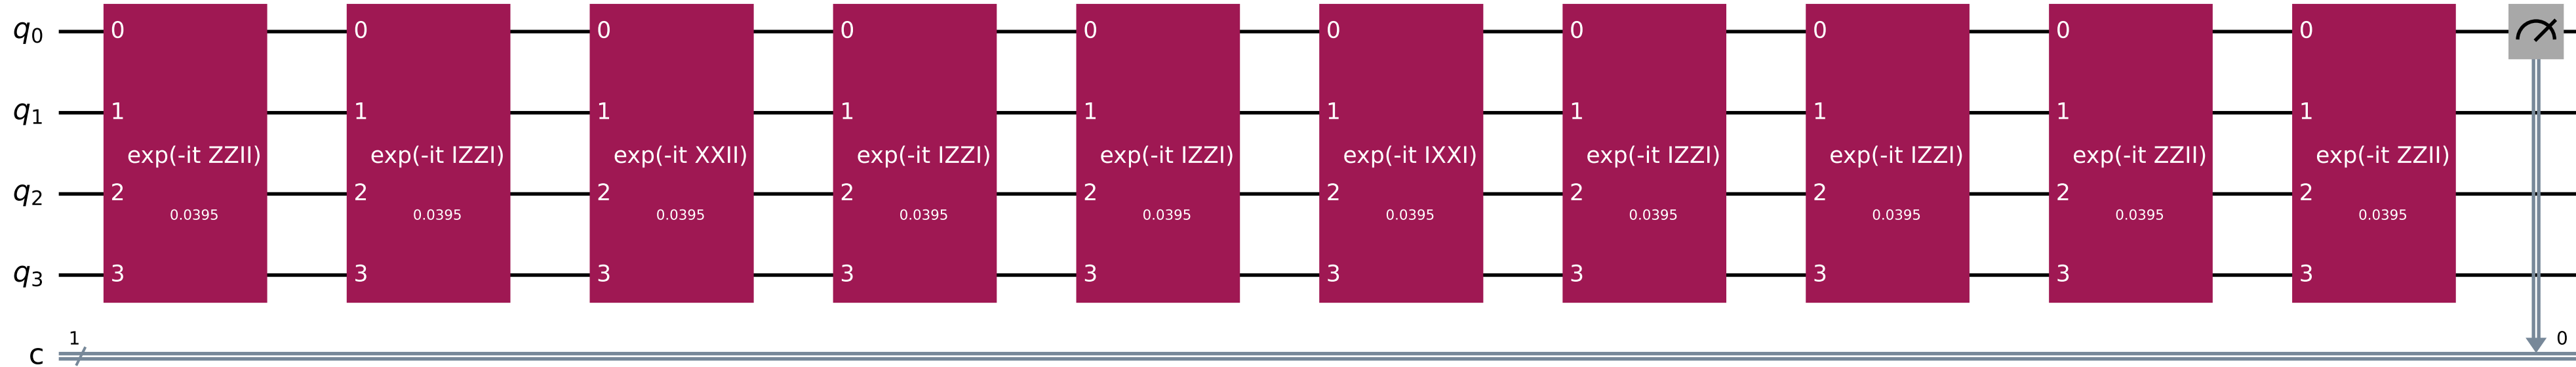 q0 0 0 0 0 0 0 0 0 0 0
q1 1 1 1 1 1 1 1 1 1 1
exp(-it ZZII) exp(-it IZZI) exp(-it XXII) exp(-it IZZI) exp(-it IZZI) exp(-it IXXI) exp(-it IZZI) exp(-it IZZI) exp(-it ZZII) exp(-it ZZII)
q2 2 2 2 2 2 2 2 2 2 2
0.0395 0.0395 0.0395 0.0395 0.0395 0.0395 0.0395 0.0395 0.0395 0.0395
q3 3 3 3 3 3 3 3 3 3 3
1 0
c